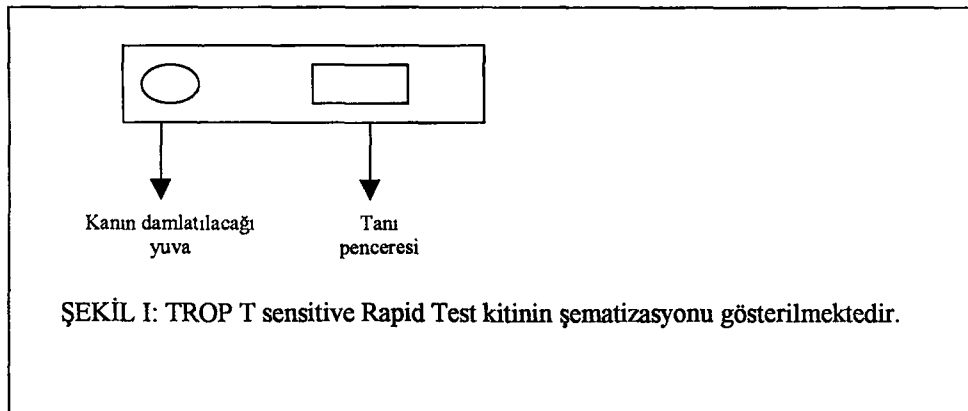 Kanın damlatılacağı
yuva
Tanı
penceresi
ŞEKİL I: TROP T sensitive Rapid Test kitinin şematizasyonu gösterilmektedir.